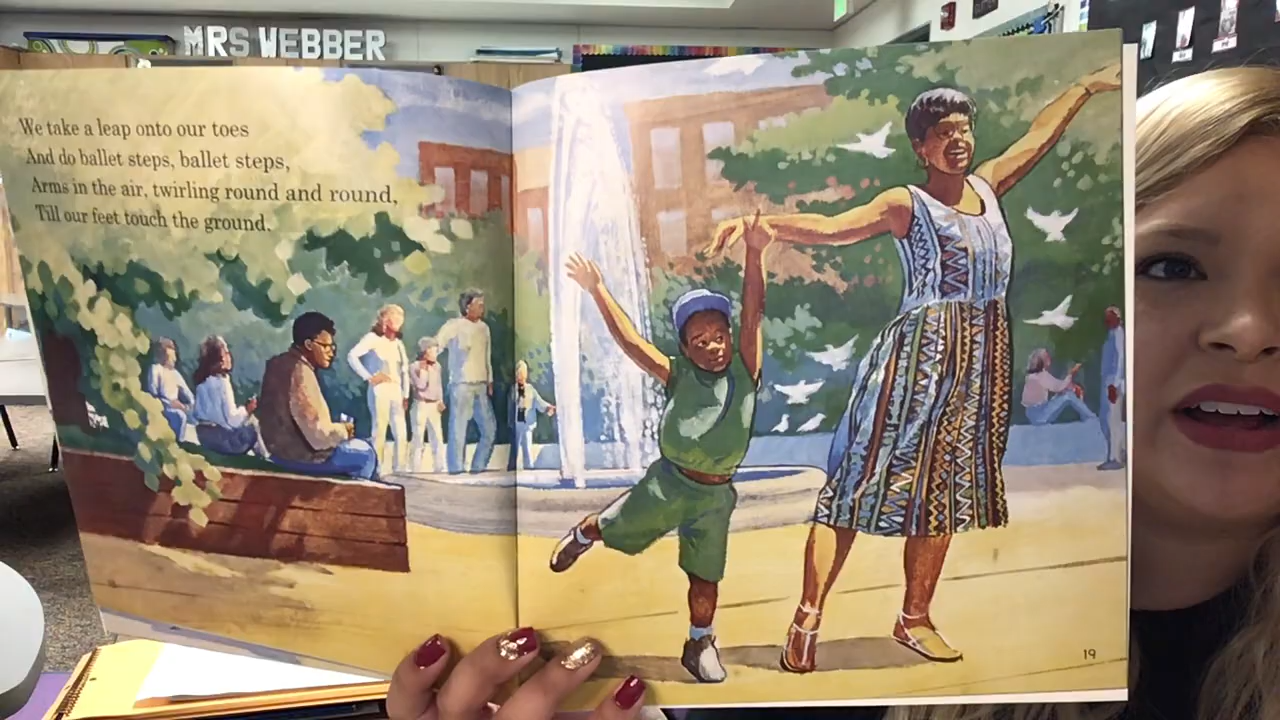 MRS WEBBER
We take a leap onto our toes
And do ballet steps, ballet steps,
Arms in the air, twirling round and round,
Till our feet touch the ground.
19